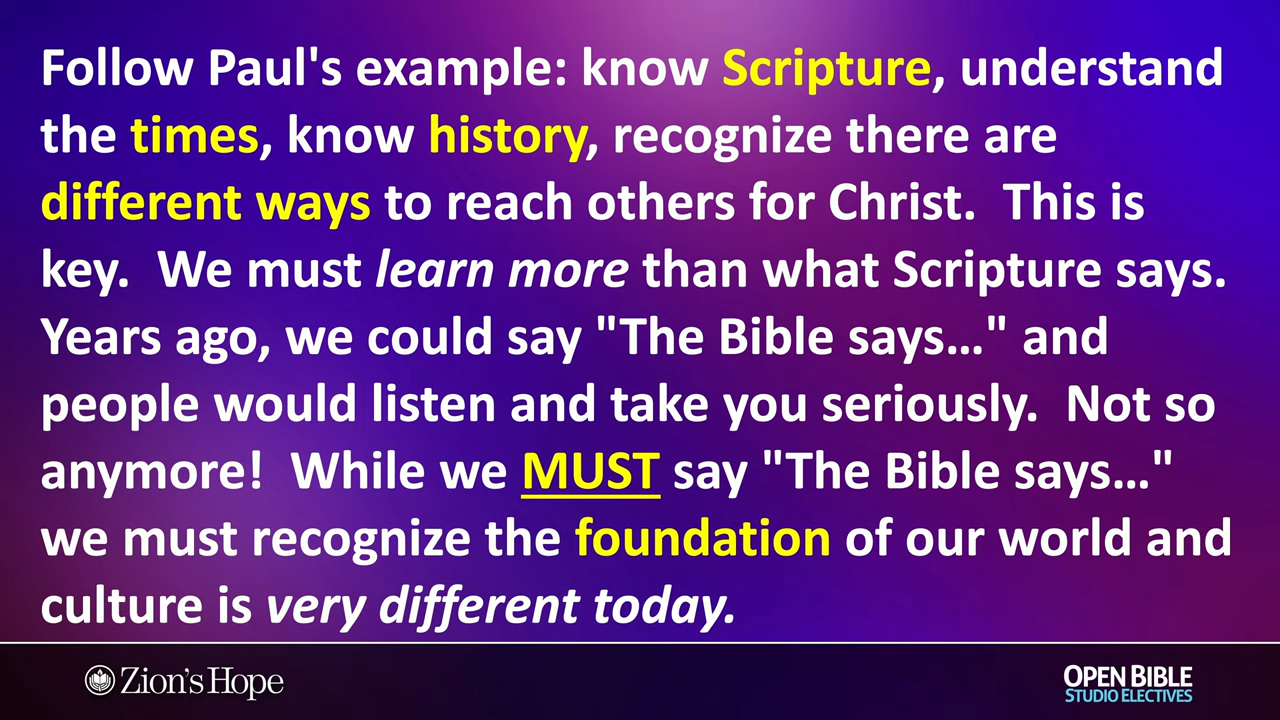 Follow Paul's example: know Scripture, understand
the times, know history, recognize there are
different ways to reach others for Christ.  This is
key.  We must learn more than what Scripture says.
Years ago, we could say "The Bible says…" and
people would listen and take you seriously.  Not so
anymore!  While we MUST say "The Bible says…"
we must recognize the foundation of our world and
culture is very different today.
Zion's Hope
OPEN BIBLE
STUDIO ELECTIVES